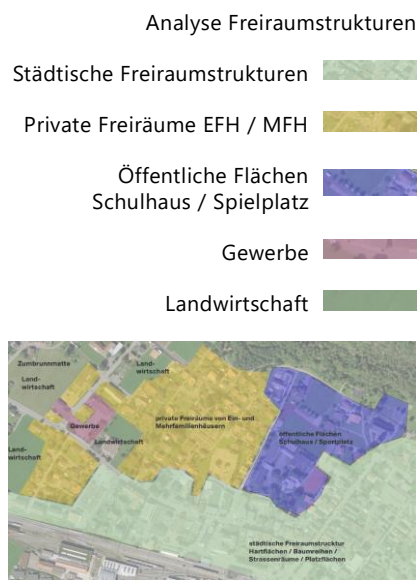 Analyse Freiraumstrukturen
Städtische Freiraumstrukturen
Private Freiräume EFH / MFH
Öffentliche Flächen
Schulhaus / Spielplatz
Gewerbe
Landwirtschaft
Zumbrunnmatte
Land-
wirtschaft
Land-
wirtschaft
private Freiräume von Ein- und
Mehrfamilienhäusern
Gewerbe
öffentliche Flächen
Schulhaus / Sportplatz
Landwirtschaft
Land-
wirtschaft
städtische Freiraumstrucktur
Hartflächen / Baumreihen /
Strassenräume / Platzflächen